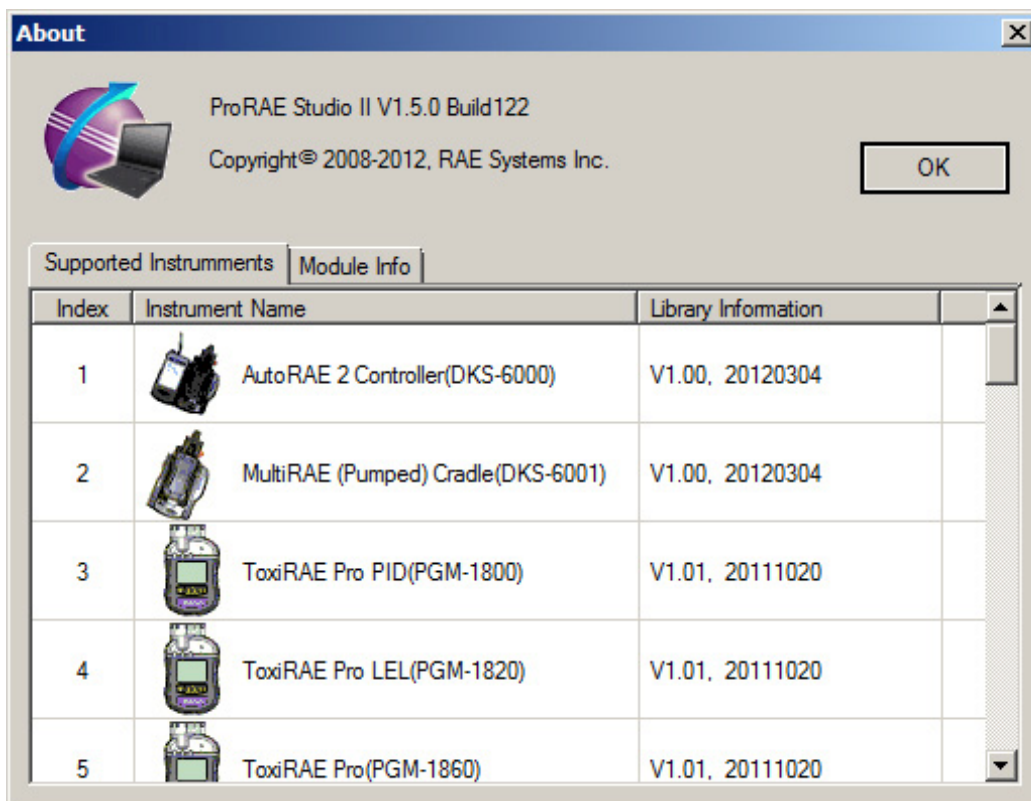 About
ProRAE Studio II V1.5.0 Build122
Copyright© 2008-2012, RAE Systems Inc.
OK
Supported Instrumments Module Info
Index Instrument Name Library Information
1 AutoRAE 2 Controller(DKS-6000) V1.00, 20120304
2 MultiRAE (Pumped) Cradle(DKS-6001) V1.00, 20120304
3 ToxiRAE Pro PID(PGM-1800) V1.01, 20111020
4 ToxiRAE Pro LEL(PGM-1820) V1.01, 20111020
5 ToxiRAE Pro(PGM-1860) V1.01, 20111020